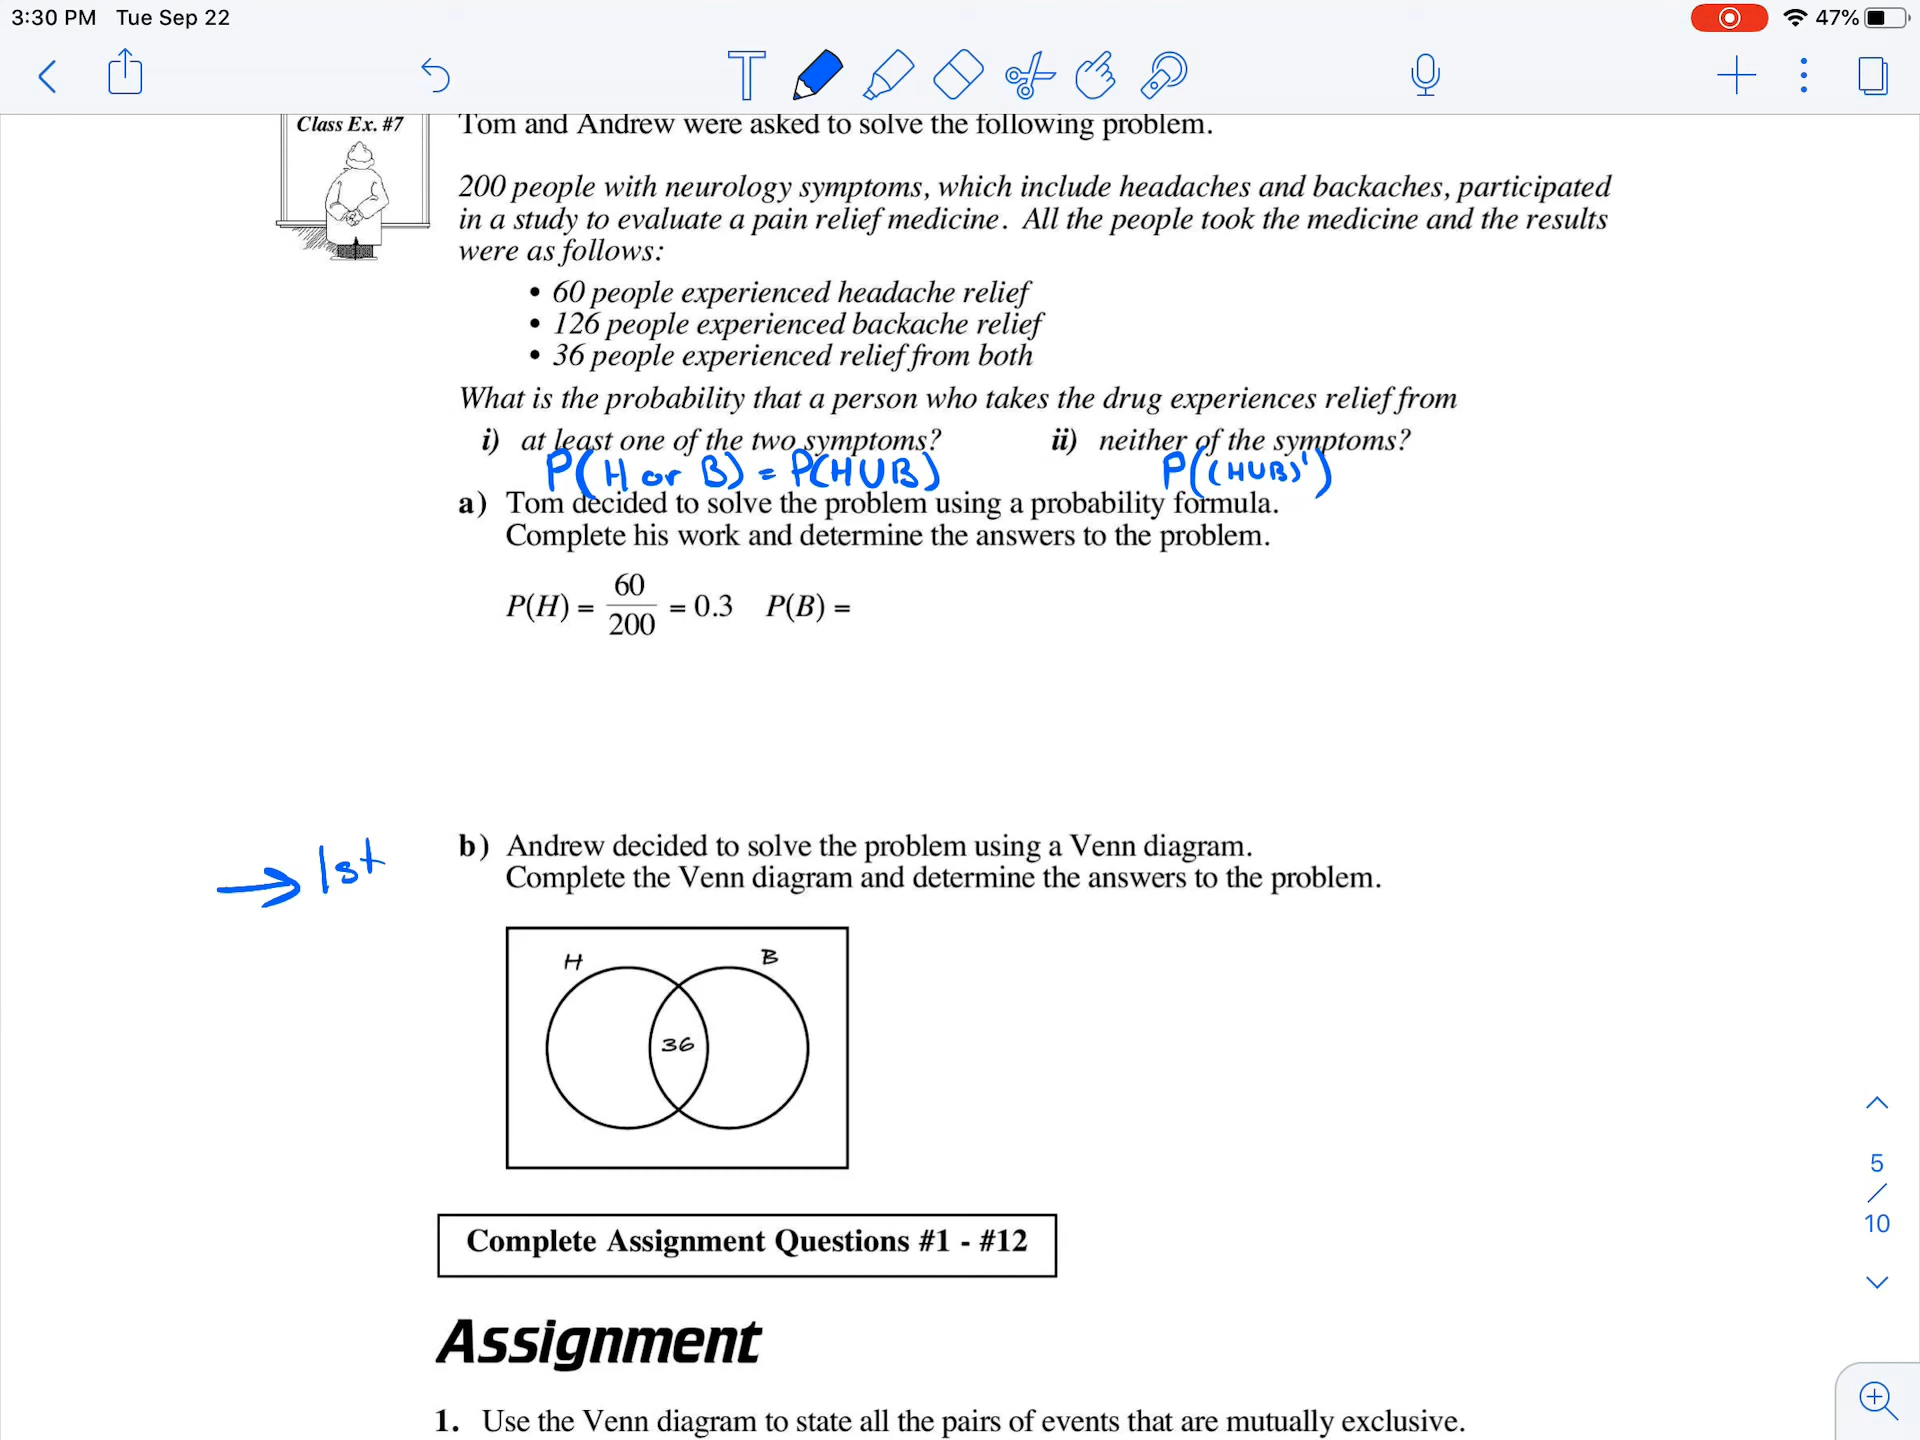 3:30 PM Tue Sep 22
47%
T
Class Ex. #7
Tom and Andrew were asked to solve the following problem.
200 people with neurology symptoms, which include headaches and backaches, participated
in a study to evaluate a pain relief medicine. All the people took the medicine and the results
were as follows:
• 60 people experienced headache relief
• 126 people experienced backache relief
• 36 people experienced relief from both
What is the probability that a person who takes the drug experiences relief from
i) at least one of the two symptoms? ii) neither of the symptoms?
P(H or B) = P(H∪B) P((H∪B)')
a) Tom decided to solve the problem using a probability formula.
Complete his work and determine the answers to the problem.
P(H) = 60/200 = 0.3 P(B) =
→ 1st
b) Andrew decided to solve the problem using a Venn diagram.
Complete the Venn diagram and determine the answers to the problem.
H B
36
5
/
10
Complete Assignment Questions #1 - #12
Assignment
1. Use the Venn diagram to state all the pairs of events that are mutually exclusive.